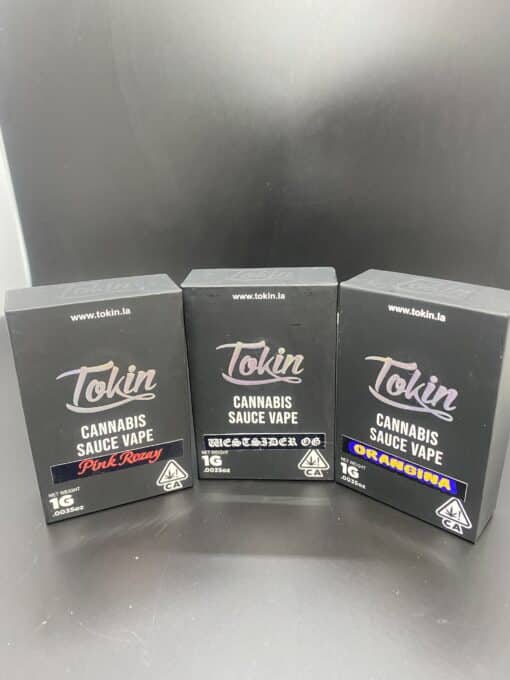 www.tokin.la
Tokin
CANNABIS
SAUCE VAPE
Pink Rozay
NET WEIGHT
1G
.0035oz
CA
www.tokin.la
Tokin
CANNABIS
SAUCE VAPE
WESTSIDER OG
NET WEIGHT
1G
.0035oz
CA
www.tokin.la
Tokin
CANNABIS
SAUCE VAPE
ORANGINA
NET WEIGHT
1G
.0035oz
CA